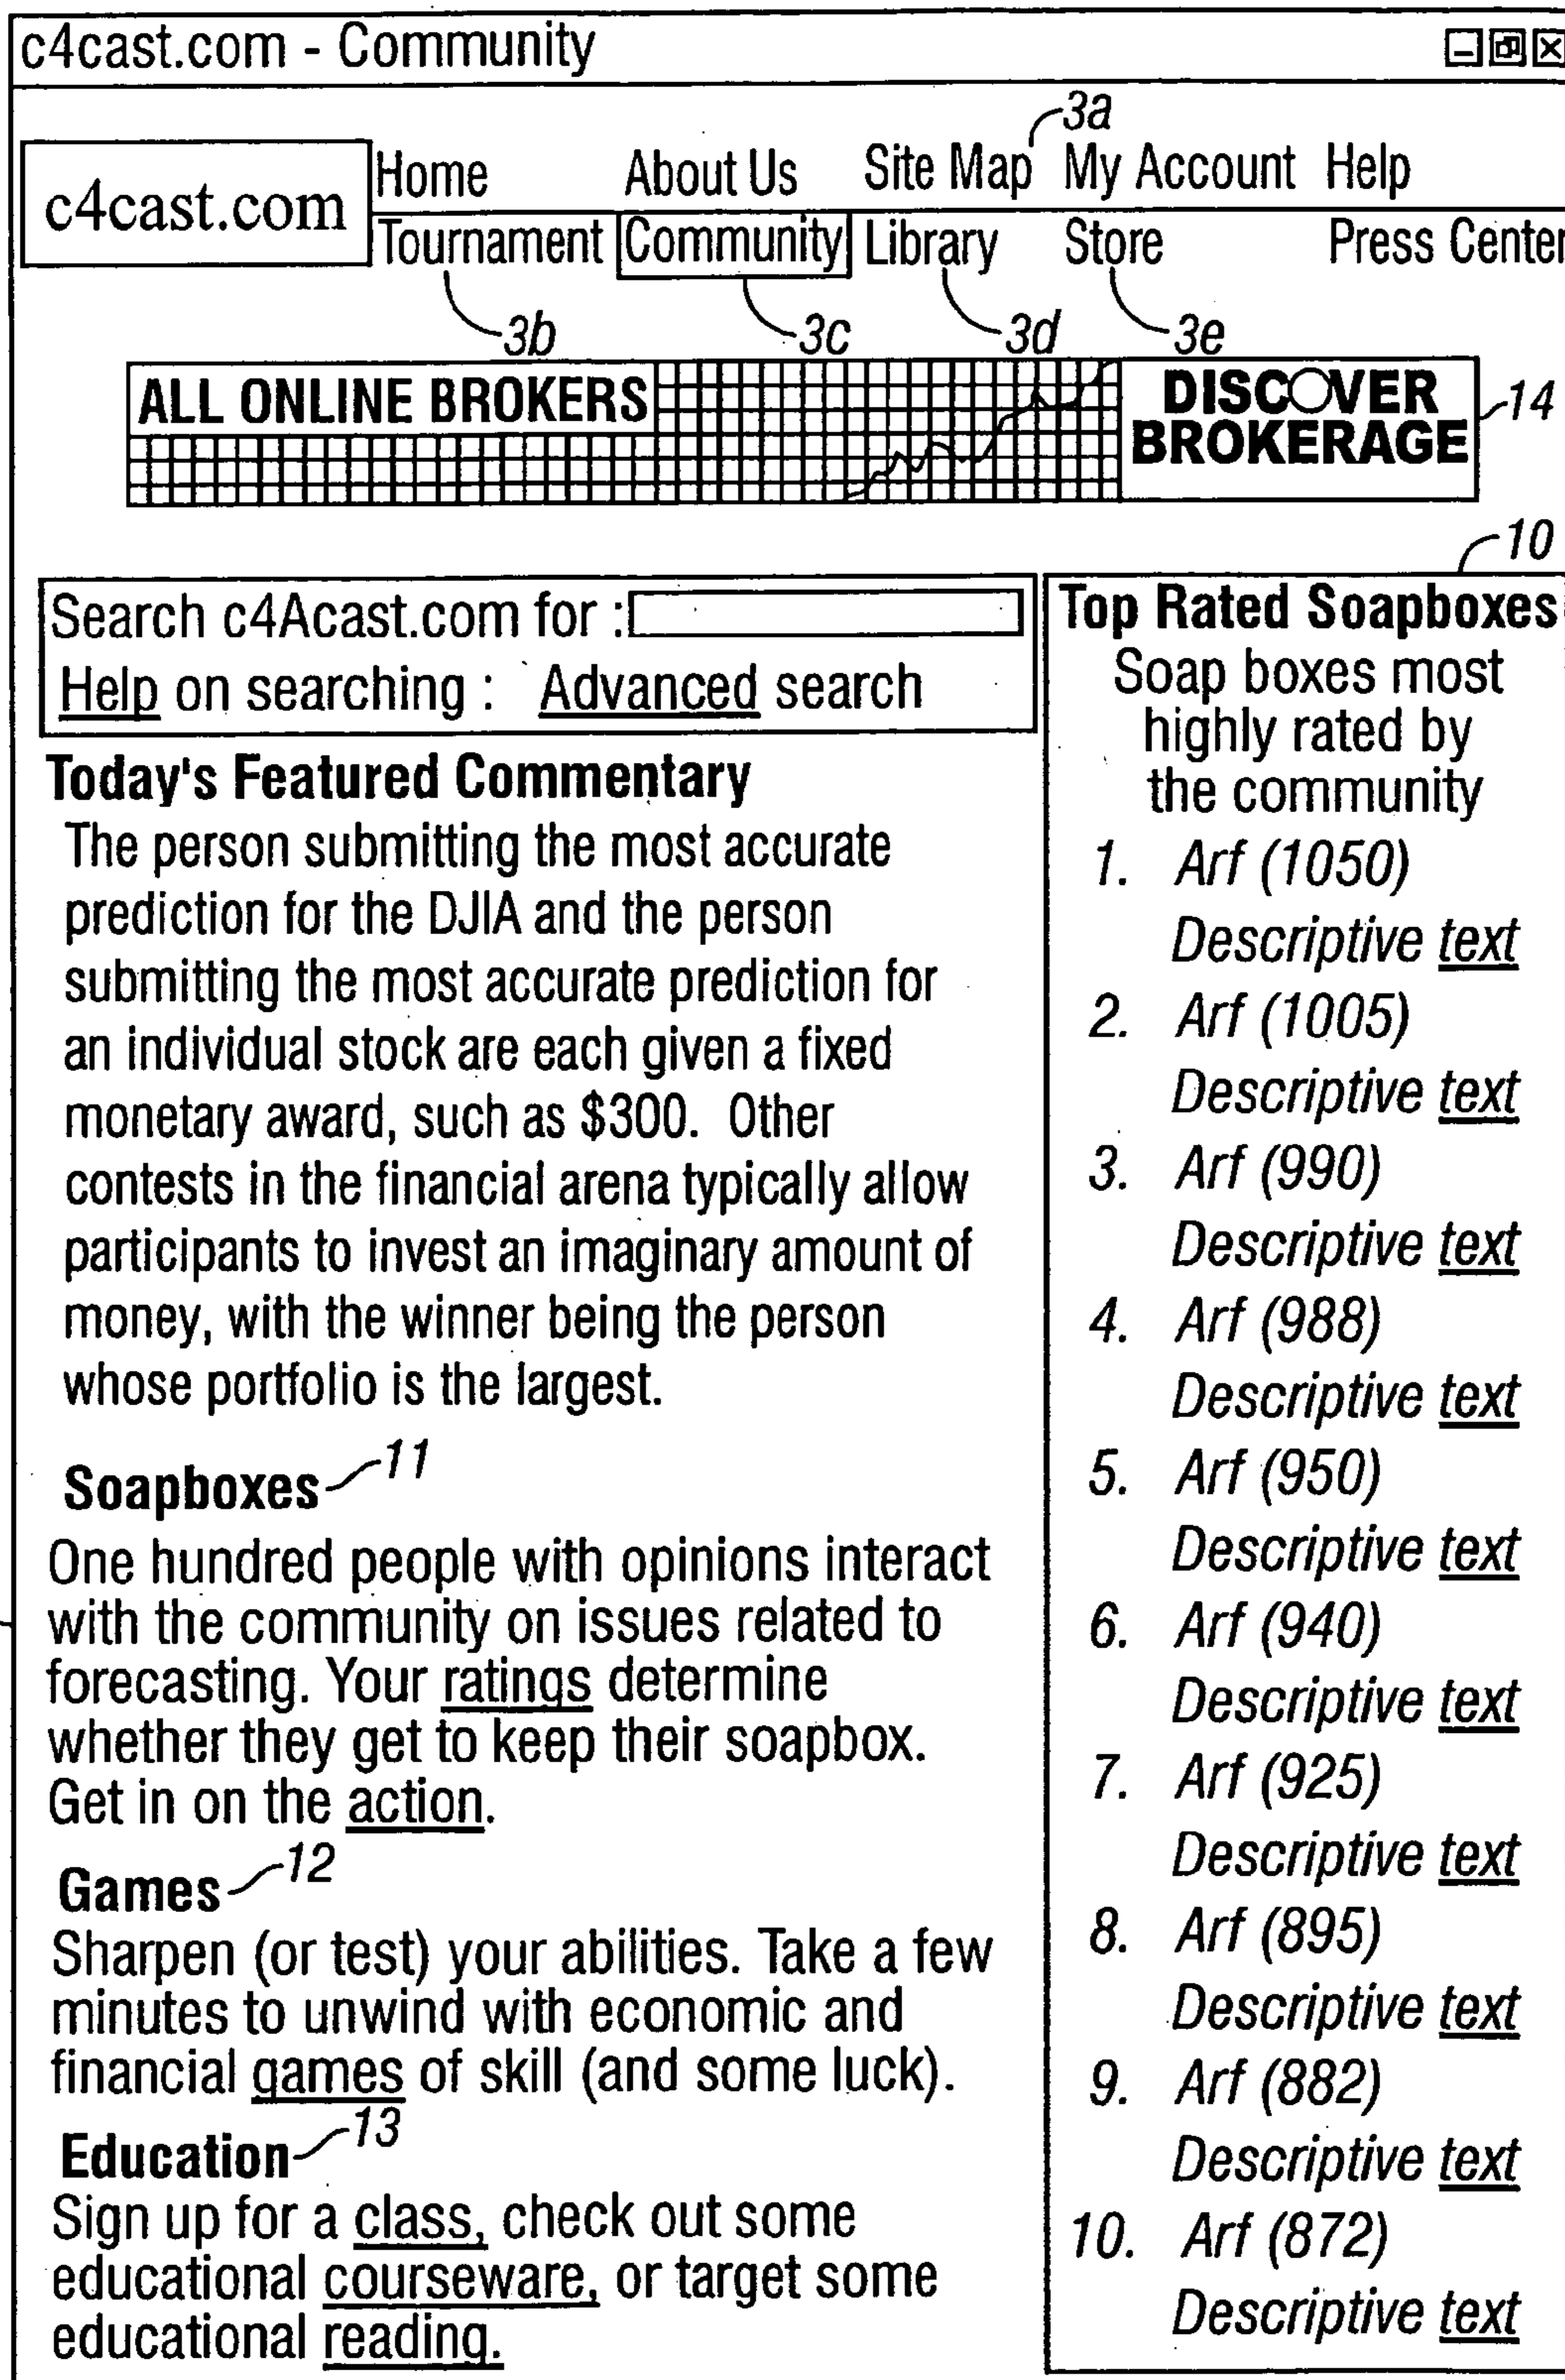 c4cast.com - Community
3a
c4cast.com
Home About Us Site Map My Account Help
Tournament Community Library Store Press Center
3b 3c 3d 3e
ALL ONLINE BROKERS
DISCOVER
BROKERAGE
14
10
Search c4Acast.com for :
Help on searching : Advanced search
Today's Featured Commentary
The person submitting the most accurate
prediction for the DJIA and the person
submitting the most accurate prediction for
an individual stock are each given a fixed
monetary award, such as $300. Other
contests in the financial arena typically allow
participants to invest an imaginary amount of
money, with the winner being the person
whose portfolio is the largest.
Soapboxes 11
One hundred people with opinions interact
with the community on issues related to
forecasting. Your ratings determine
whether they get to keep their soapbox.
Get in on the action.
Games 12
Sharpen (or test) your abilities. Take a few
minutes to unwind with economic and
financial games of skill (and some luck).
Education 13
Sign up for a class, check out some
educational courseware, or target some
educational reading.
Top Rated Soapboxes
Soap boxes most
highly rated by
the community
1. Arf (1050)
Descriptive text
2. Arf (1005)
Descriptive text
3. Arf (990)
Descriptive text
4. Arf (988)
Descriptive text
5. Arf (950)
Descriptive text
6. Arf (940)
Descriptive text
7. Arf (925)
Descriptive text
8. Arf (895)
Descriptive text
9. Arf (882)
Descriptive text
10. Arf (872)
Descriptive text